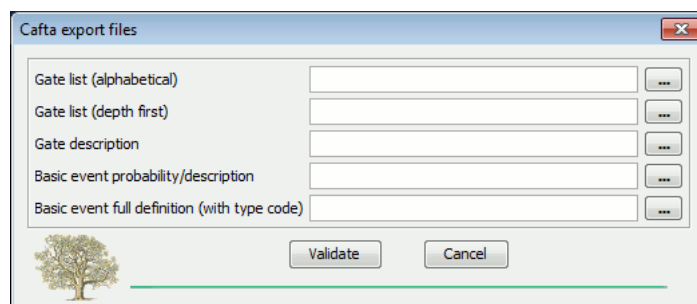 Cafta export files
Gate list (alphabetical)
...
Gate list (depth first)
...
Gate description
...
Basic event probability/description
...
Basic event full definition (with type code)
...
Validate Cancel